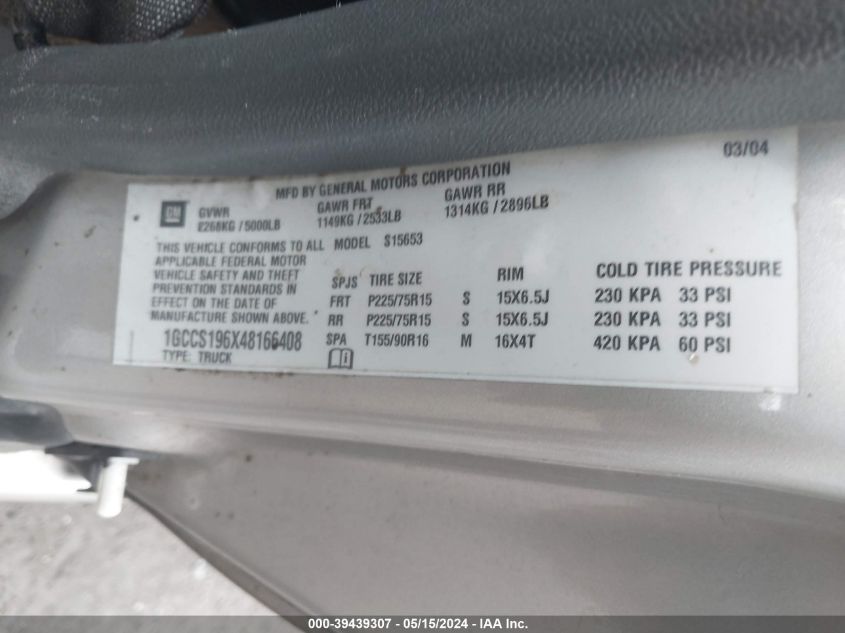 03/04
MFD BY GENERAL MOTORS CORPORATION
GM GVWR GAWR FRT GAWR RR
2268KG / 5000LB 1149KG / 2533LB 1314KG / 2896LB
THIS VEHICLE CONFORMS TO ALL MODEL S15653
APPLICABLE FEDERAL MOTOR
VEHICLE SAFETY AND THEFT
PREVENTION STANDARDS IN
EFFECT ON THE DATE OF
MANUFACTURE SHOWN ABOVE.
1GCCS196X48166408
TYPE: TRUCK
SPJS TIRE SIZE RIM COLD TIRE PRESSURE
FRT P225/75R15 S 15X6.5J 230 KPA 33 PSI
RR P225/75R15 S 15X6.5J 230 KPA 33 PSI
SPA T155/90R16 M 16X4T 420 KPA 60 PSI
000-39439307 - 05/15/2024 - IAA Inc.